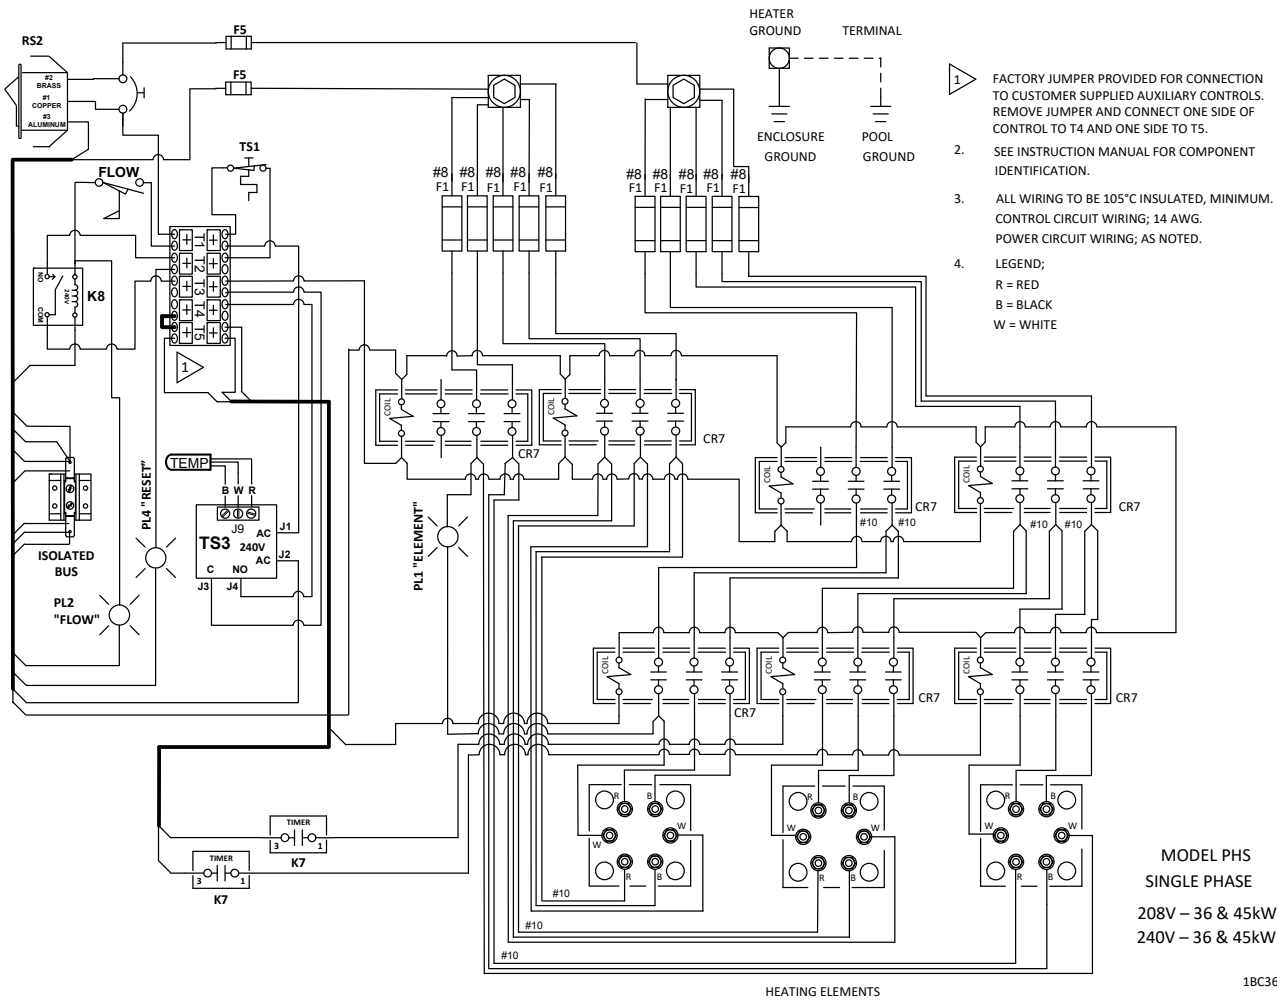 HEATER
GROUND
TERMINAL
ENCLOSURE
GROUND
POOL
GROUND
1
FACTORY JUMPER PROVIDED FOR CONNECTION
TO CUSTOMER SUPPLIED AUXILIARY CONTROLS.
REMOVE JUMPER AND CONNECT ONE SIDE OF
CONTROL TO T4 AND ONE SIDE TO T5.
2. SEE INSTRUCTION MANUAL FOR COMPONENT
IDENTIFICATION.
3. ALL WIRING TO BE 105°C INSULATED, MINIMUM.
CONTROL CIRCUIT WIRING; 14 AWG.
POWER CIRCUIT WIRING; AS NOTED.
4. LEGEND;
R = RED
B = BLACK
W = WHITE
RS2
#2
BRASS
#1
COPPER
#3
ALUMINUM
F5
F5
TS1
FLOW
#8 #8 #8 #8
F1 F1 F1 F1
#8 #8 #8 #8
F1 F1 F1 F1
T1
T2
T3
T4
T5
1
NO
COM
240V
K8
COIL
CR7
COIL
CR7
COIL
CR7
COIL
CR7
#10 #10
#10 #10
TEMP
B W R
J9
TS3
240V
AC
AC
J1
J2
C NO
J3 J4
PL4 "RESET"
PL1 "ELEMENT"
ISOLATED
BUS
PL2
"FLOW"
COIL
CR7
COIL
CR7
COIL
CR7
TIMER
3 1
K7
TIMER
3 1
K7
R B
W W
R B
R B
W W
R B
R B
W W
R B
#10
#10
#10
HEATING ELEMENTS
MODEL PHS
SINGLE PHASE
208V – 36 & 45kW
240V – 36 & 45kW
1BC36